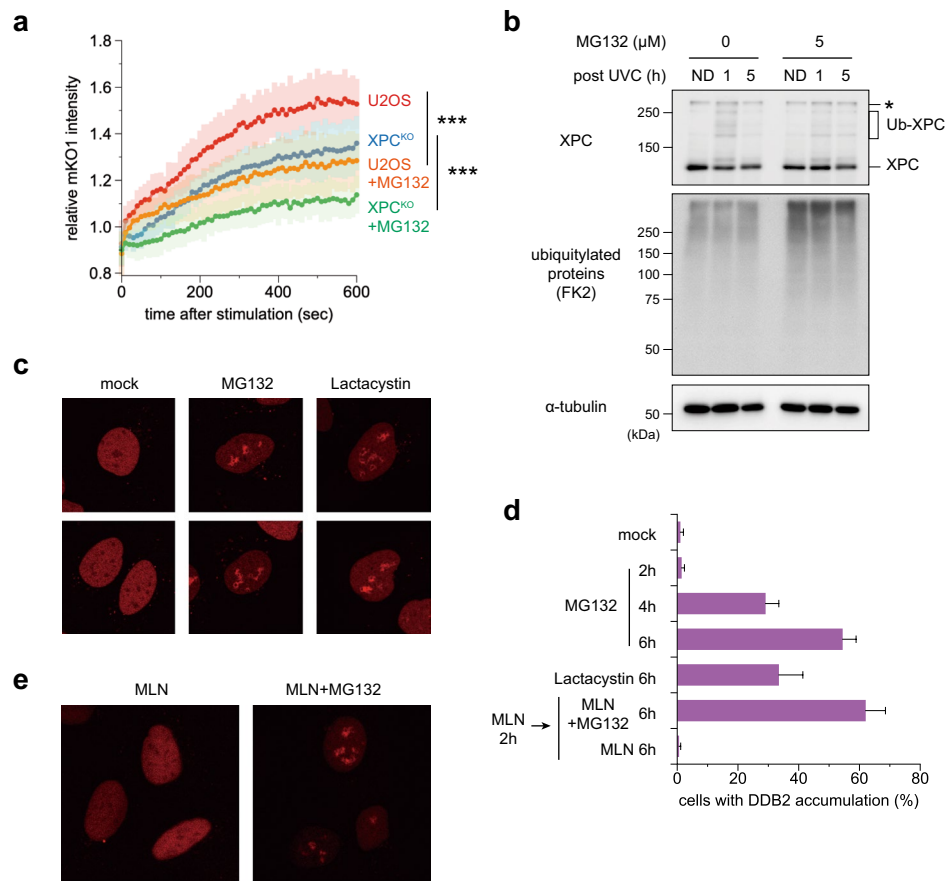 a
relative mKO1 intensity
1.8
1.6
1.4
1.2
1.0
0.8
0
200
400
600
time after stimulation (sec)
U2OS
XPCᴷᴼ
U2OS
+MG132
XPCᴷᴼ
+MG132
***
***
b
MG132 (µM) 0 5
post UVC (h) ND 1 5 ND 1 5
XPC
250
150
*
Ub-XPC
XPC
ubiquitylated
proteins
(FK2)
250
150
100
75
50
α-tubulin
50
(kDa)
c
mock MG132 Lactacystin
d
mock
MG132
2h
4h
6h
Lactacystin 6h
MLN
2h
MLN
+MG132
6h
MLN 6h
0 20 40 60 80
cells with DDB2 accumulation (%)
e
MLN MLN+MG132